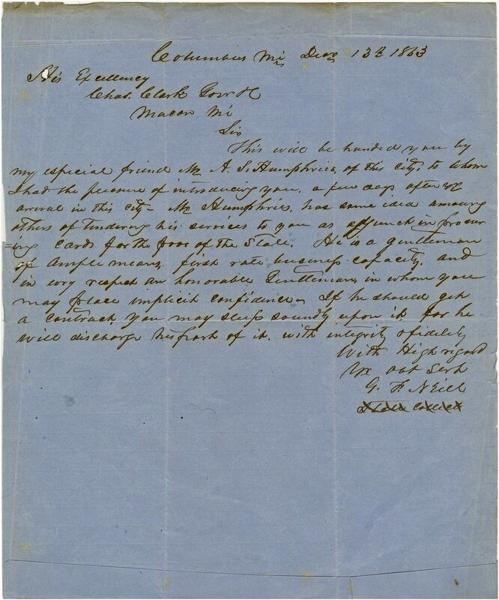 Columbus Mi Decr 13th 1863
His Excellency
Chas. Clark Govr &c
Macon Mi
Sir
This will be handed you by
my especial friend Mr A. S. Humphries, of this city, to whom
I had the pleasure of introducing you, a few days after yr
arrival in this city - Mr Humphries, has some idea among
others of Tendering his services to you as agt in procur
=ing cards for the poor of the State. He is a gentleman
of ample means, first rate business capacity, and
in every respect an honorable Gentleman, in whom you
may place implicit confidence. If he should get
a contract, you may sleep soundly upon it for he
will discharge his part of it, with integrity & fidelity
With High regard
Yr obt Servt
G. F. Neill